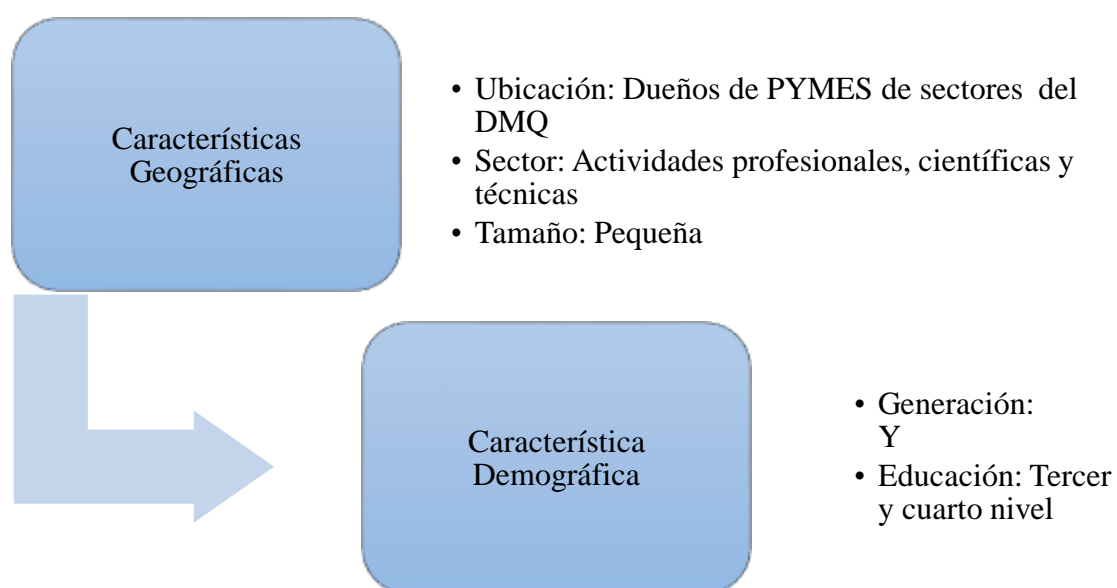 Característícas
Geográficas
• Ubicación: Dueños de PYMES de sectores del
DMQ
• Sector: Actividades profesionales, científicas y
técnicas
• Tamaño: Pequeña
Característica
Demográfica
• Generación:
Y
• Educación: Tercer
y cuarto nivel